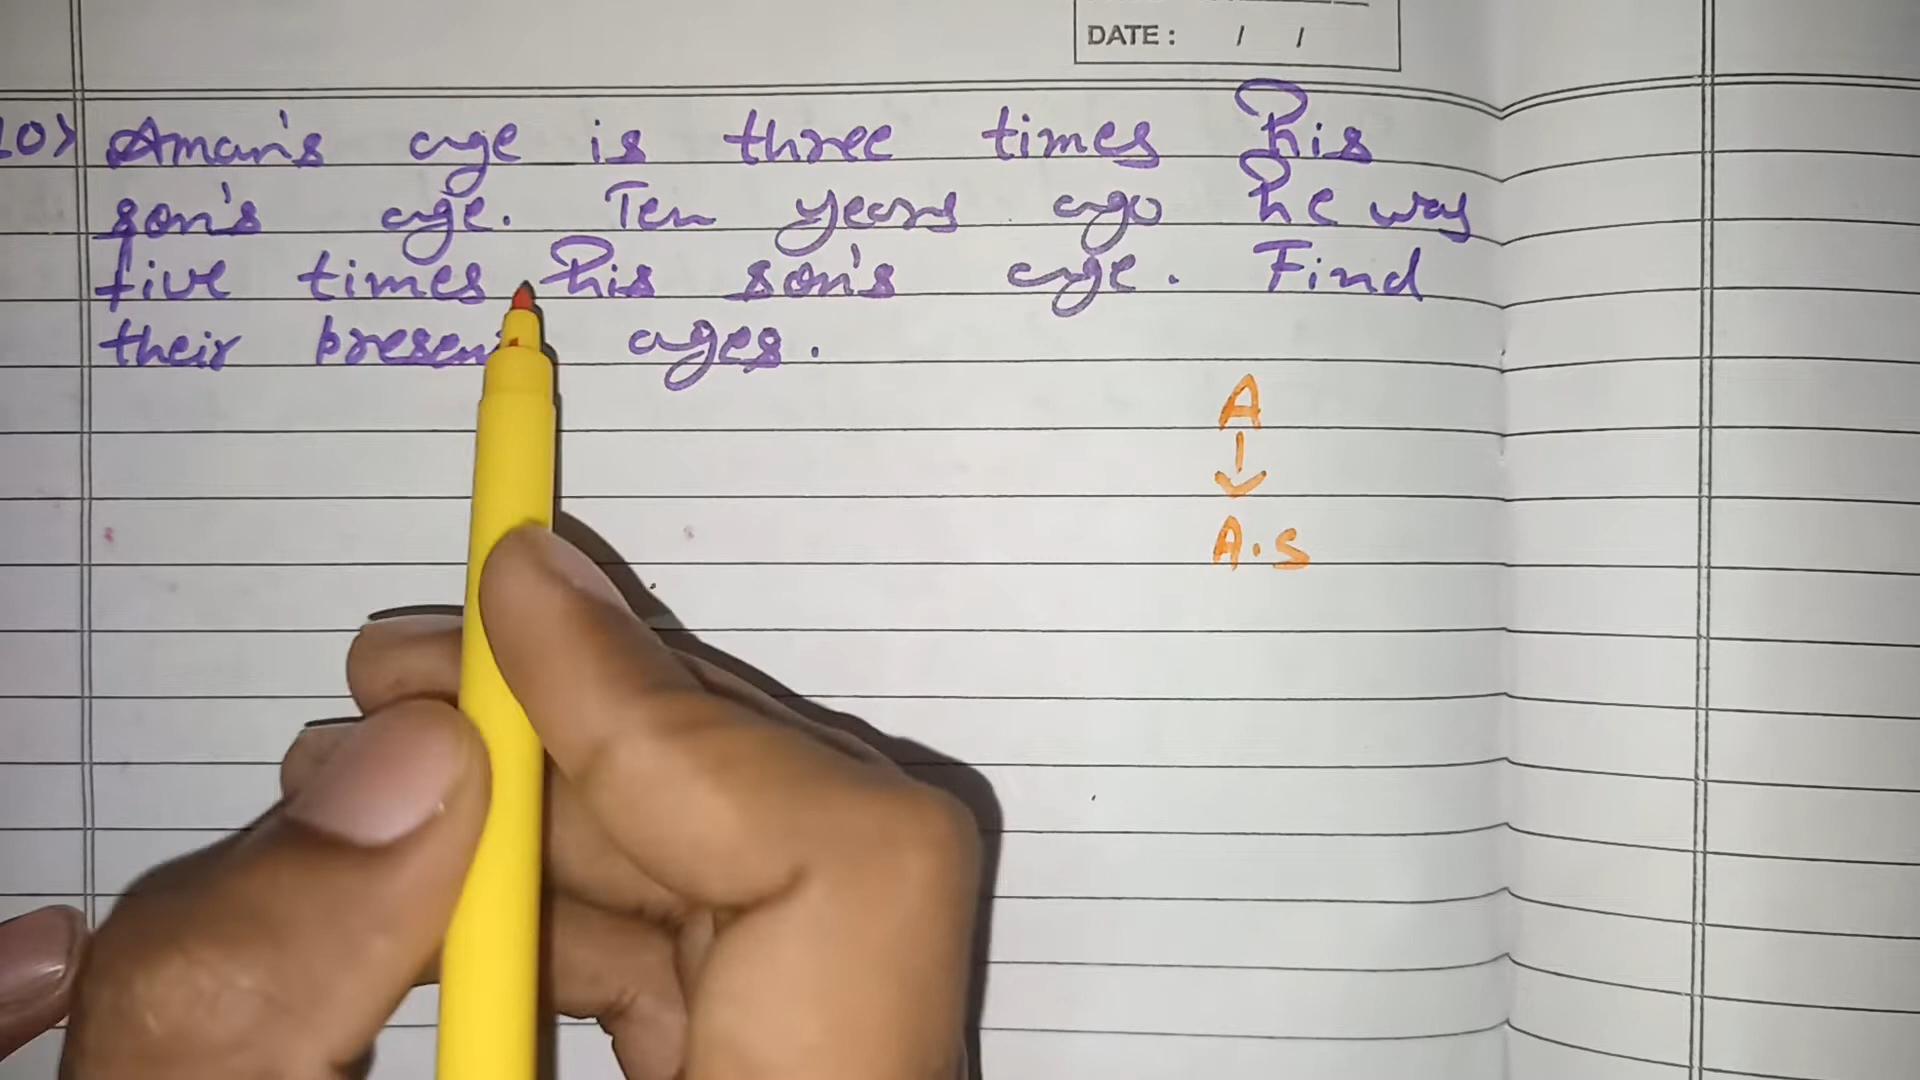 DATE : / /
10> Aman's age is three times his
son's age. Ten years ago he was
five times his son's age. Find
their present ages.
A
A.S